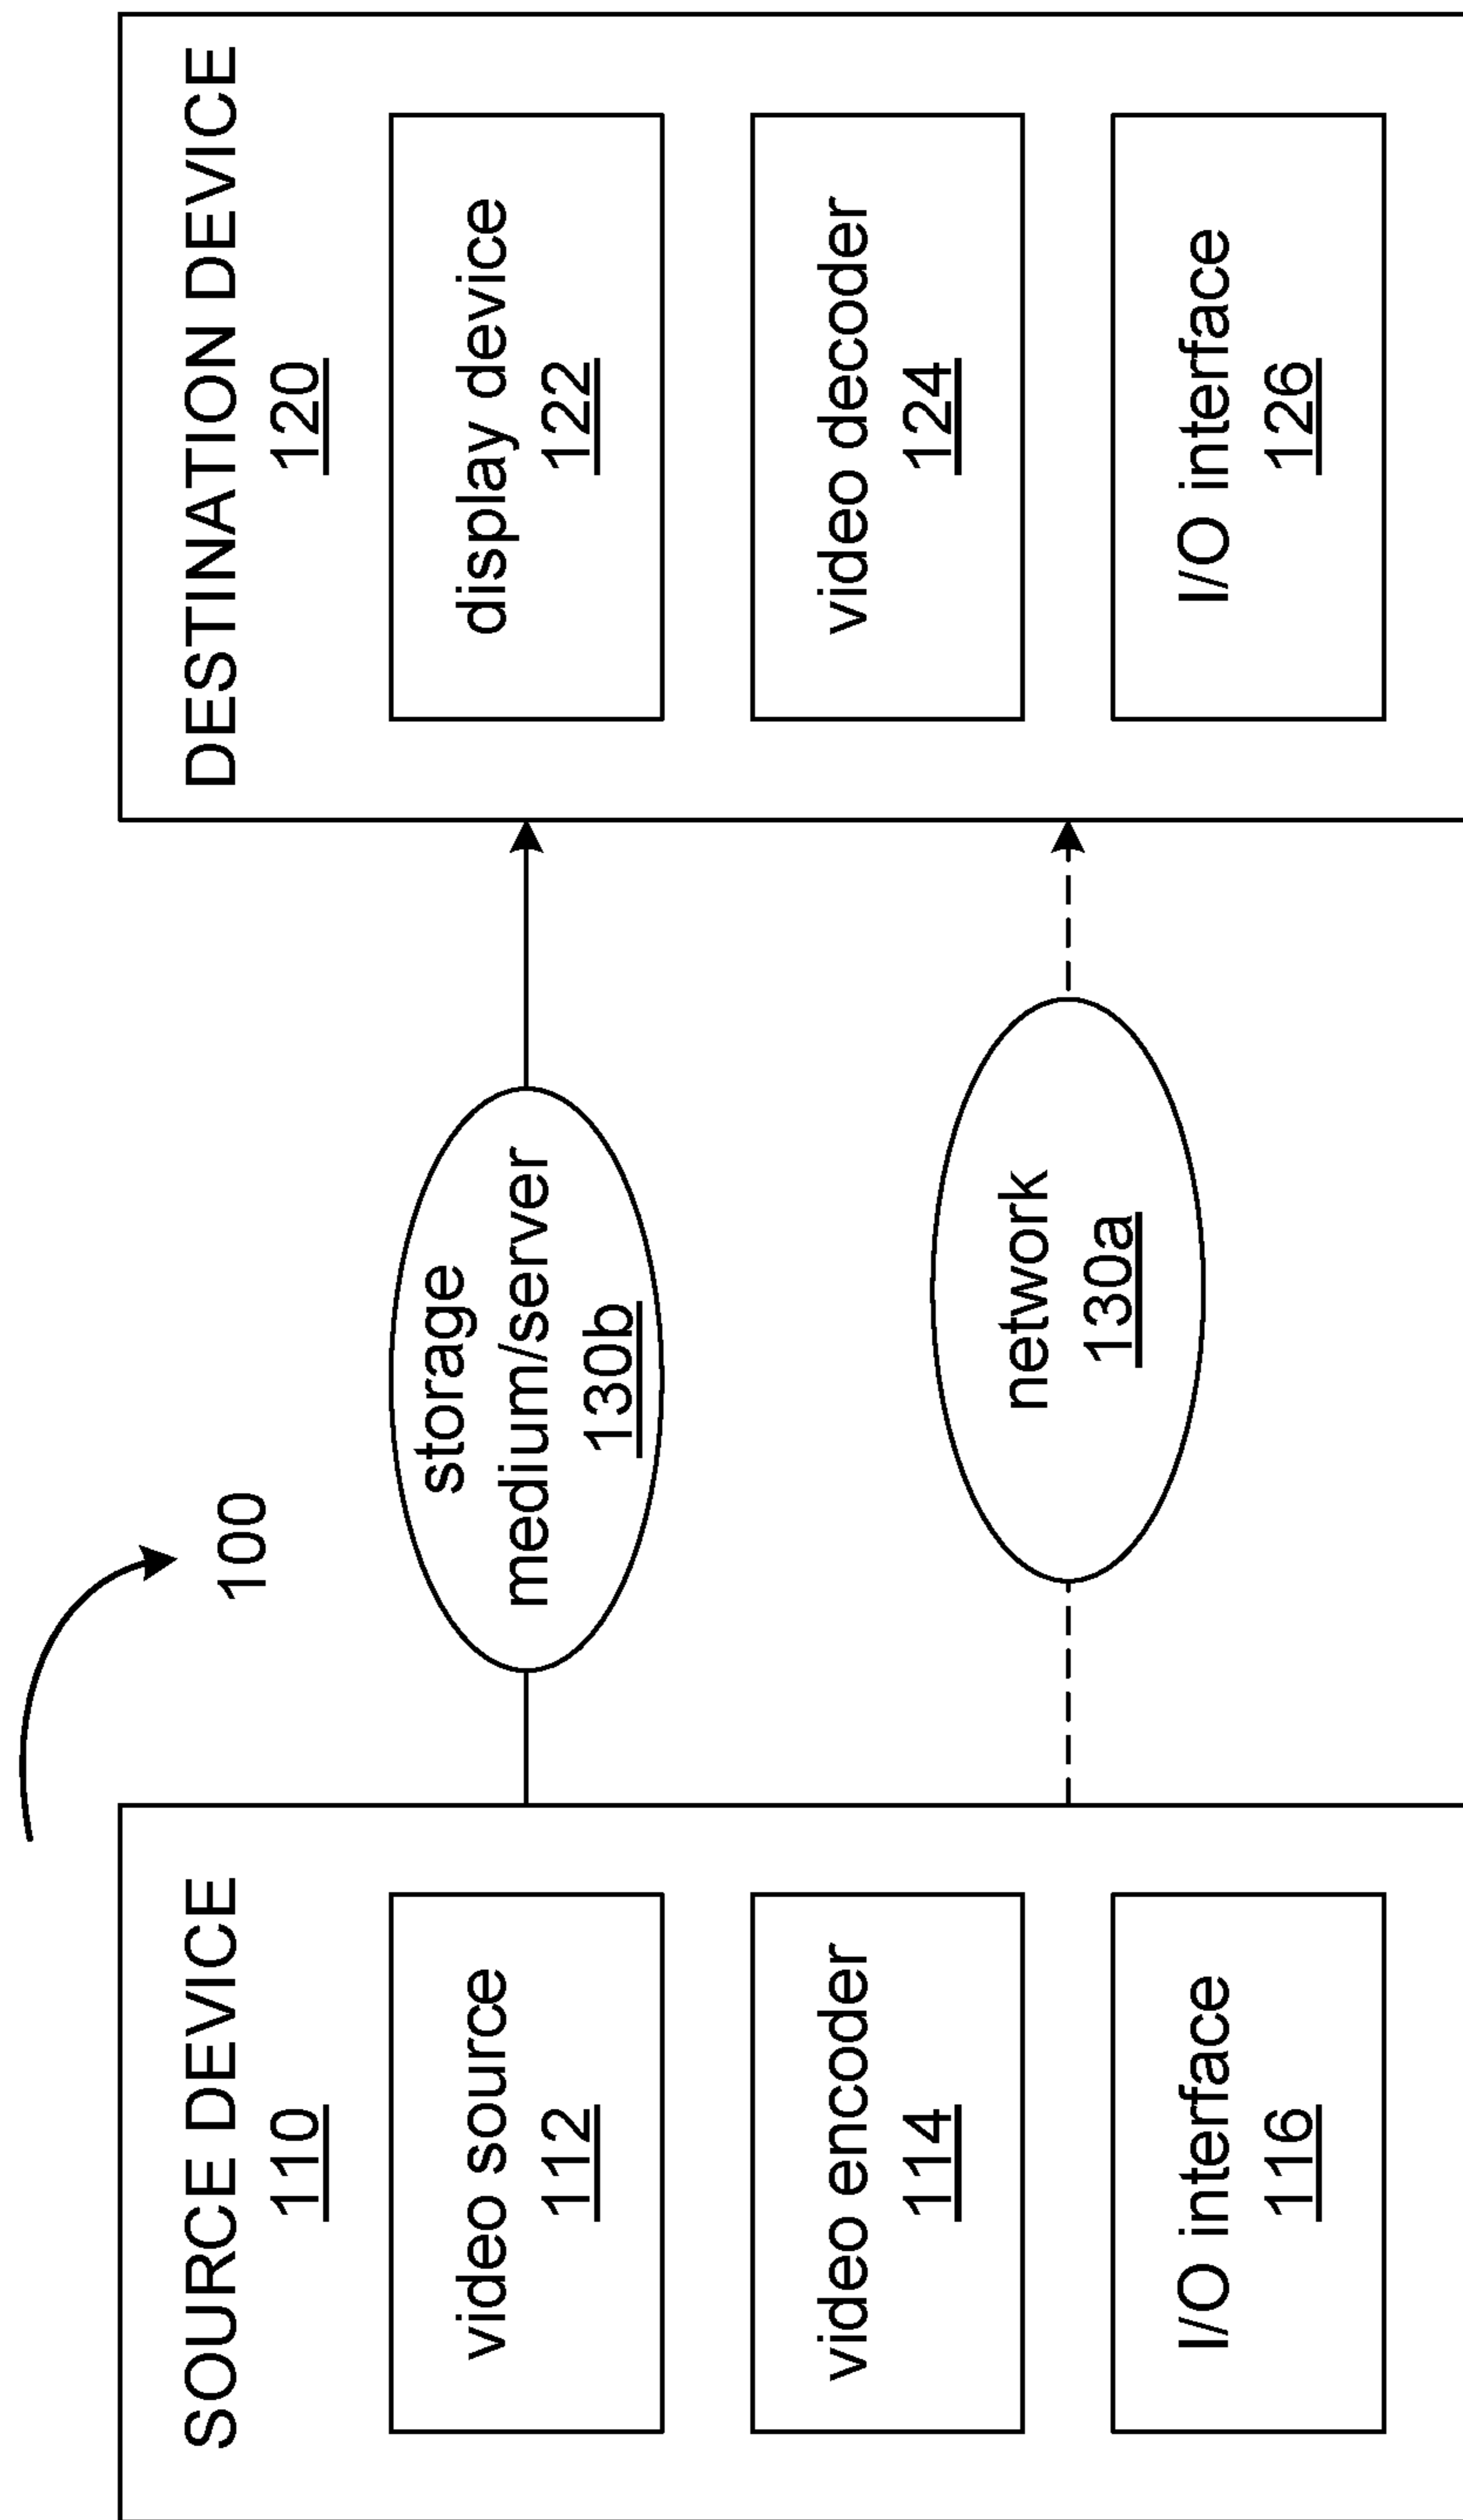 100
SOURCE DEVICE
110
video source
112
video encoder
114
I/O interface
116
storage
medium/server
130b
network
130a
DESTINATION DEVICE
120
display device
122
video decoder
124
I/O interface
126